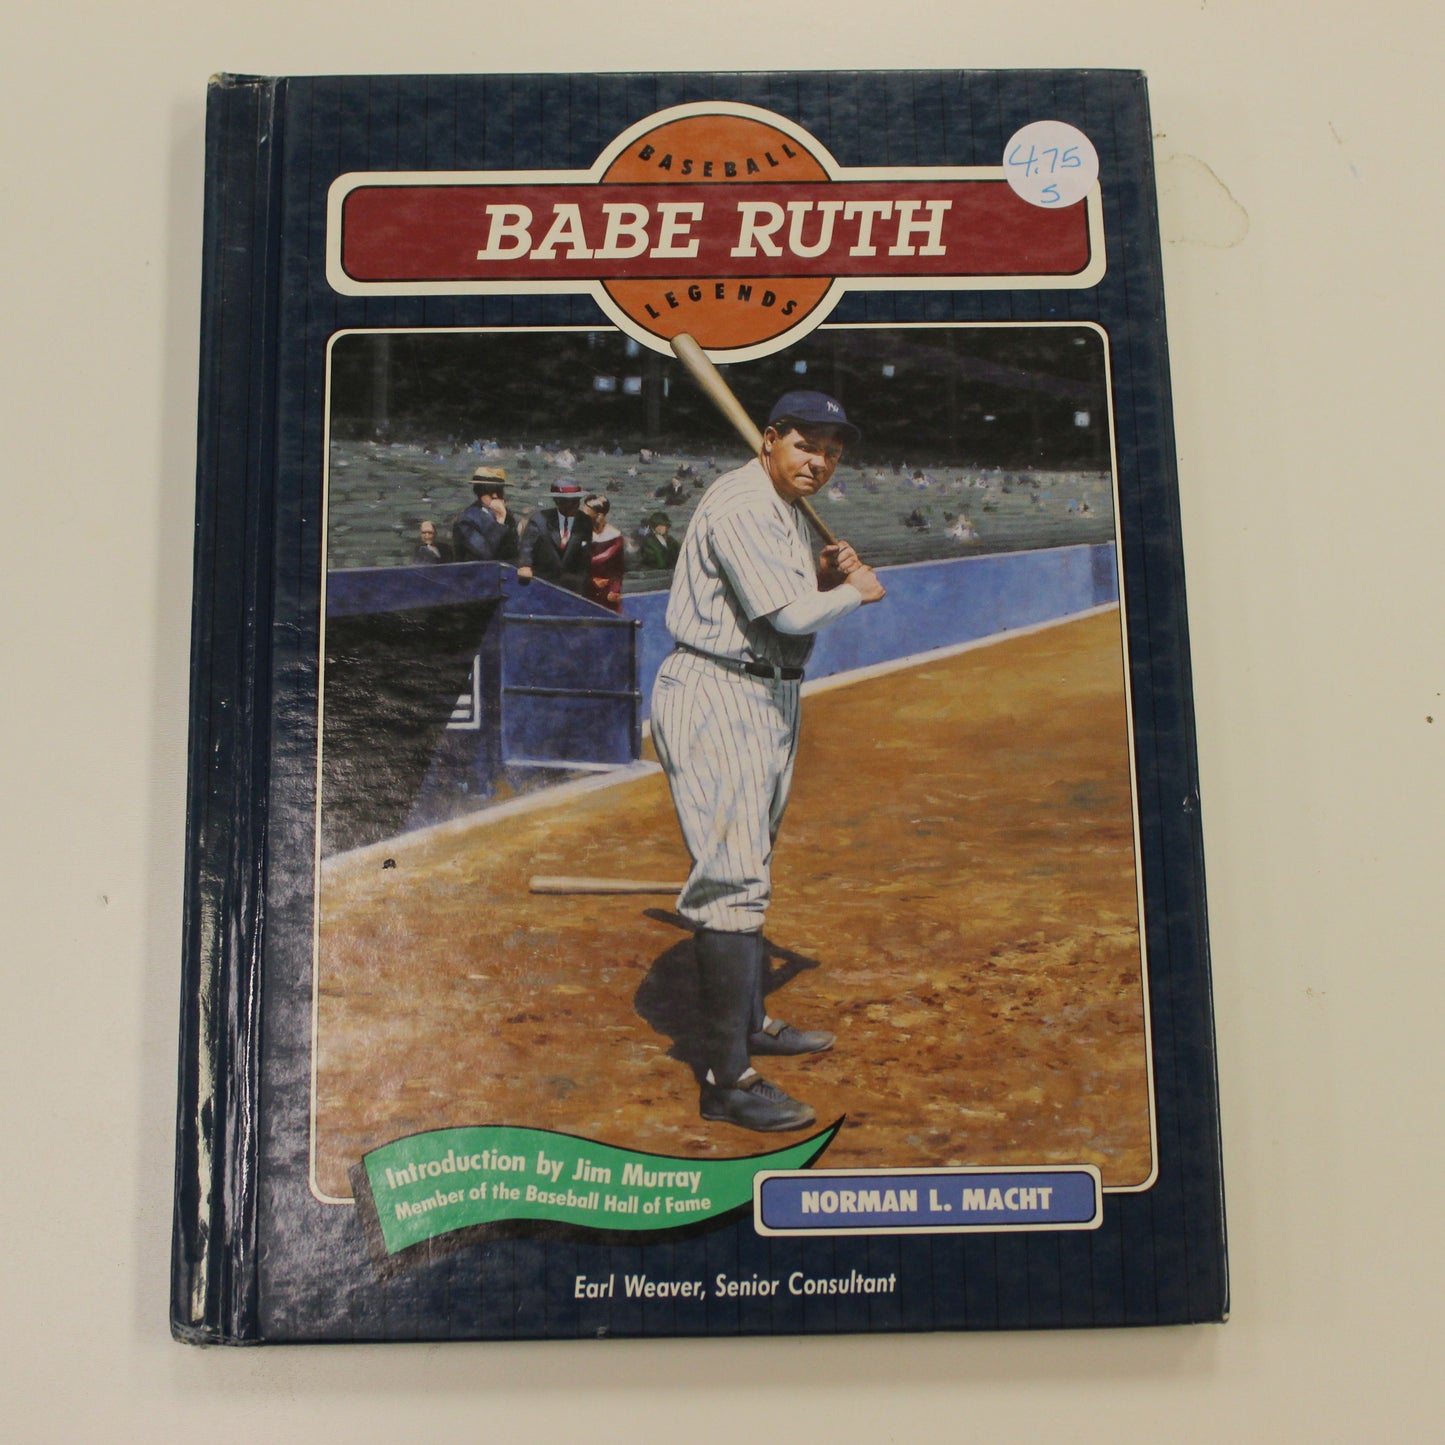 BASEBALL
4.75
S
BABE RUTH
LEGENDS
NY
Introduction by Jim Murray
Member of the Baseball Hall of Fame
NORMAN L. MACHT
Earl Weaver, Senior Consultant